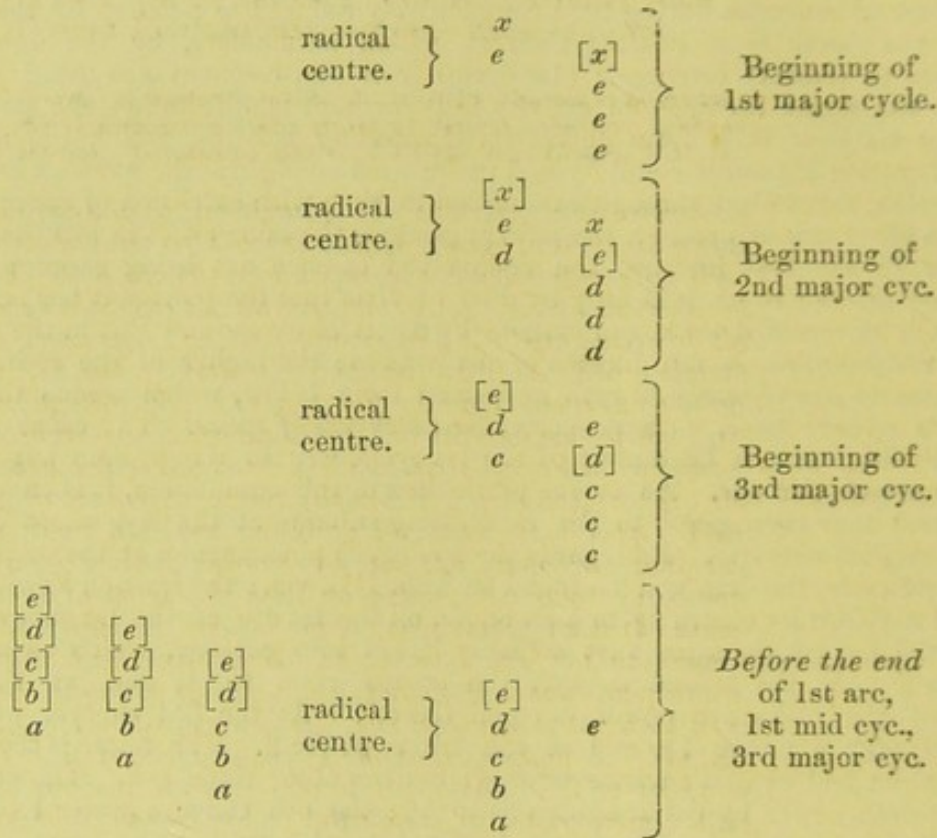 radical } x
centre. } e [x] Beginning of
e 1st major cycle.
e
e
radical } [x]
centre. } e x Beginning of
d [e] 2nd major cyc.
d
d
d
radical } [e]
centre. } d e
c [d] Beginning of
c 3rd major cyc.
c
c
[e]
[d] [e]
[c] [d] [e] Before the end
[b] [c] [d] radical } [e] of 1st arc,
a b c centre. } d e 1st mid cyc.,
a b c 3rd major cyc.
a b
a